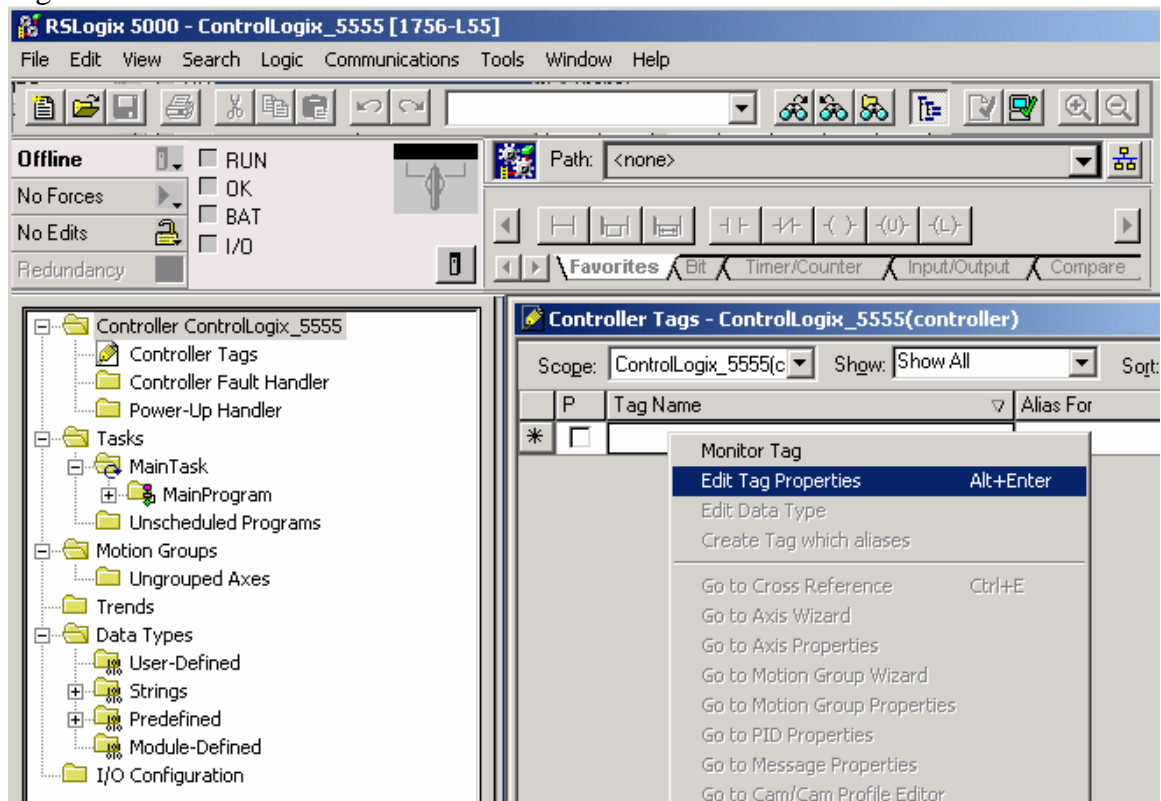 RSLogix 5000 - ControlLogix_5555 [1756-L55]
File Edit View Search Logic Communications Tools Window Help
Offline
RUN
Path: <none>
No Forces
OK
BAT
No Edits
I/O
Redundancy
Favorites Bit Timer/Counter Input/Output Compare
Controller ControlLogix_5555
Controller Tags
Controller Fault Handler
Power-Up Handler
Tasks
MainTask
MainProgram
Unscheduled Programs
Motion Groups
Ungrouped Axes
Trends
Data Types
User-Defined
Strings
Predefined
Module-Defined
I/O Configuration
Controller Tags - ControlLogix_5555(controller)
Scope: ControlLogix_5555(c Show: Show All Sort:
P Tag Name Alias For
Monitor Tag
Edit Tag Properties Alt+Enter
Edit Data Type
Create Tag which aliases
Go to Cross Reference Ctrl+E
Go to Axis Wizard
Go to Axis Properties
Go to Motion Group Wizard
Go to Motion Group Properties
Go to PID Properties
Go to Message Properties
Go to Cam/Cam Profile Editor